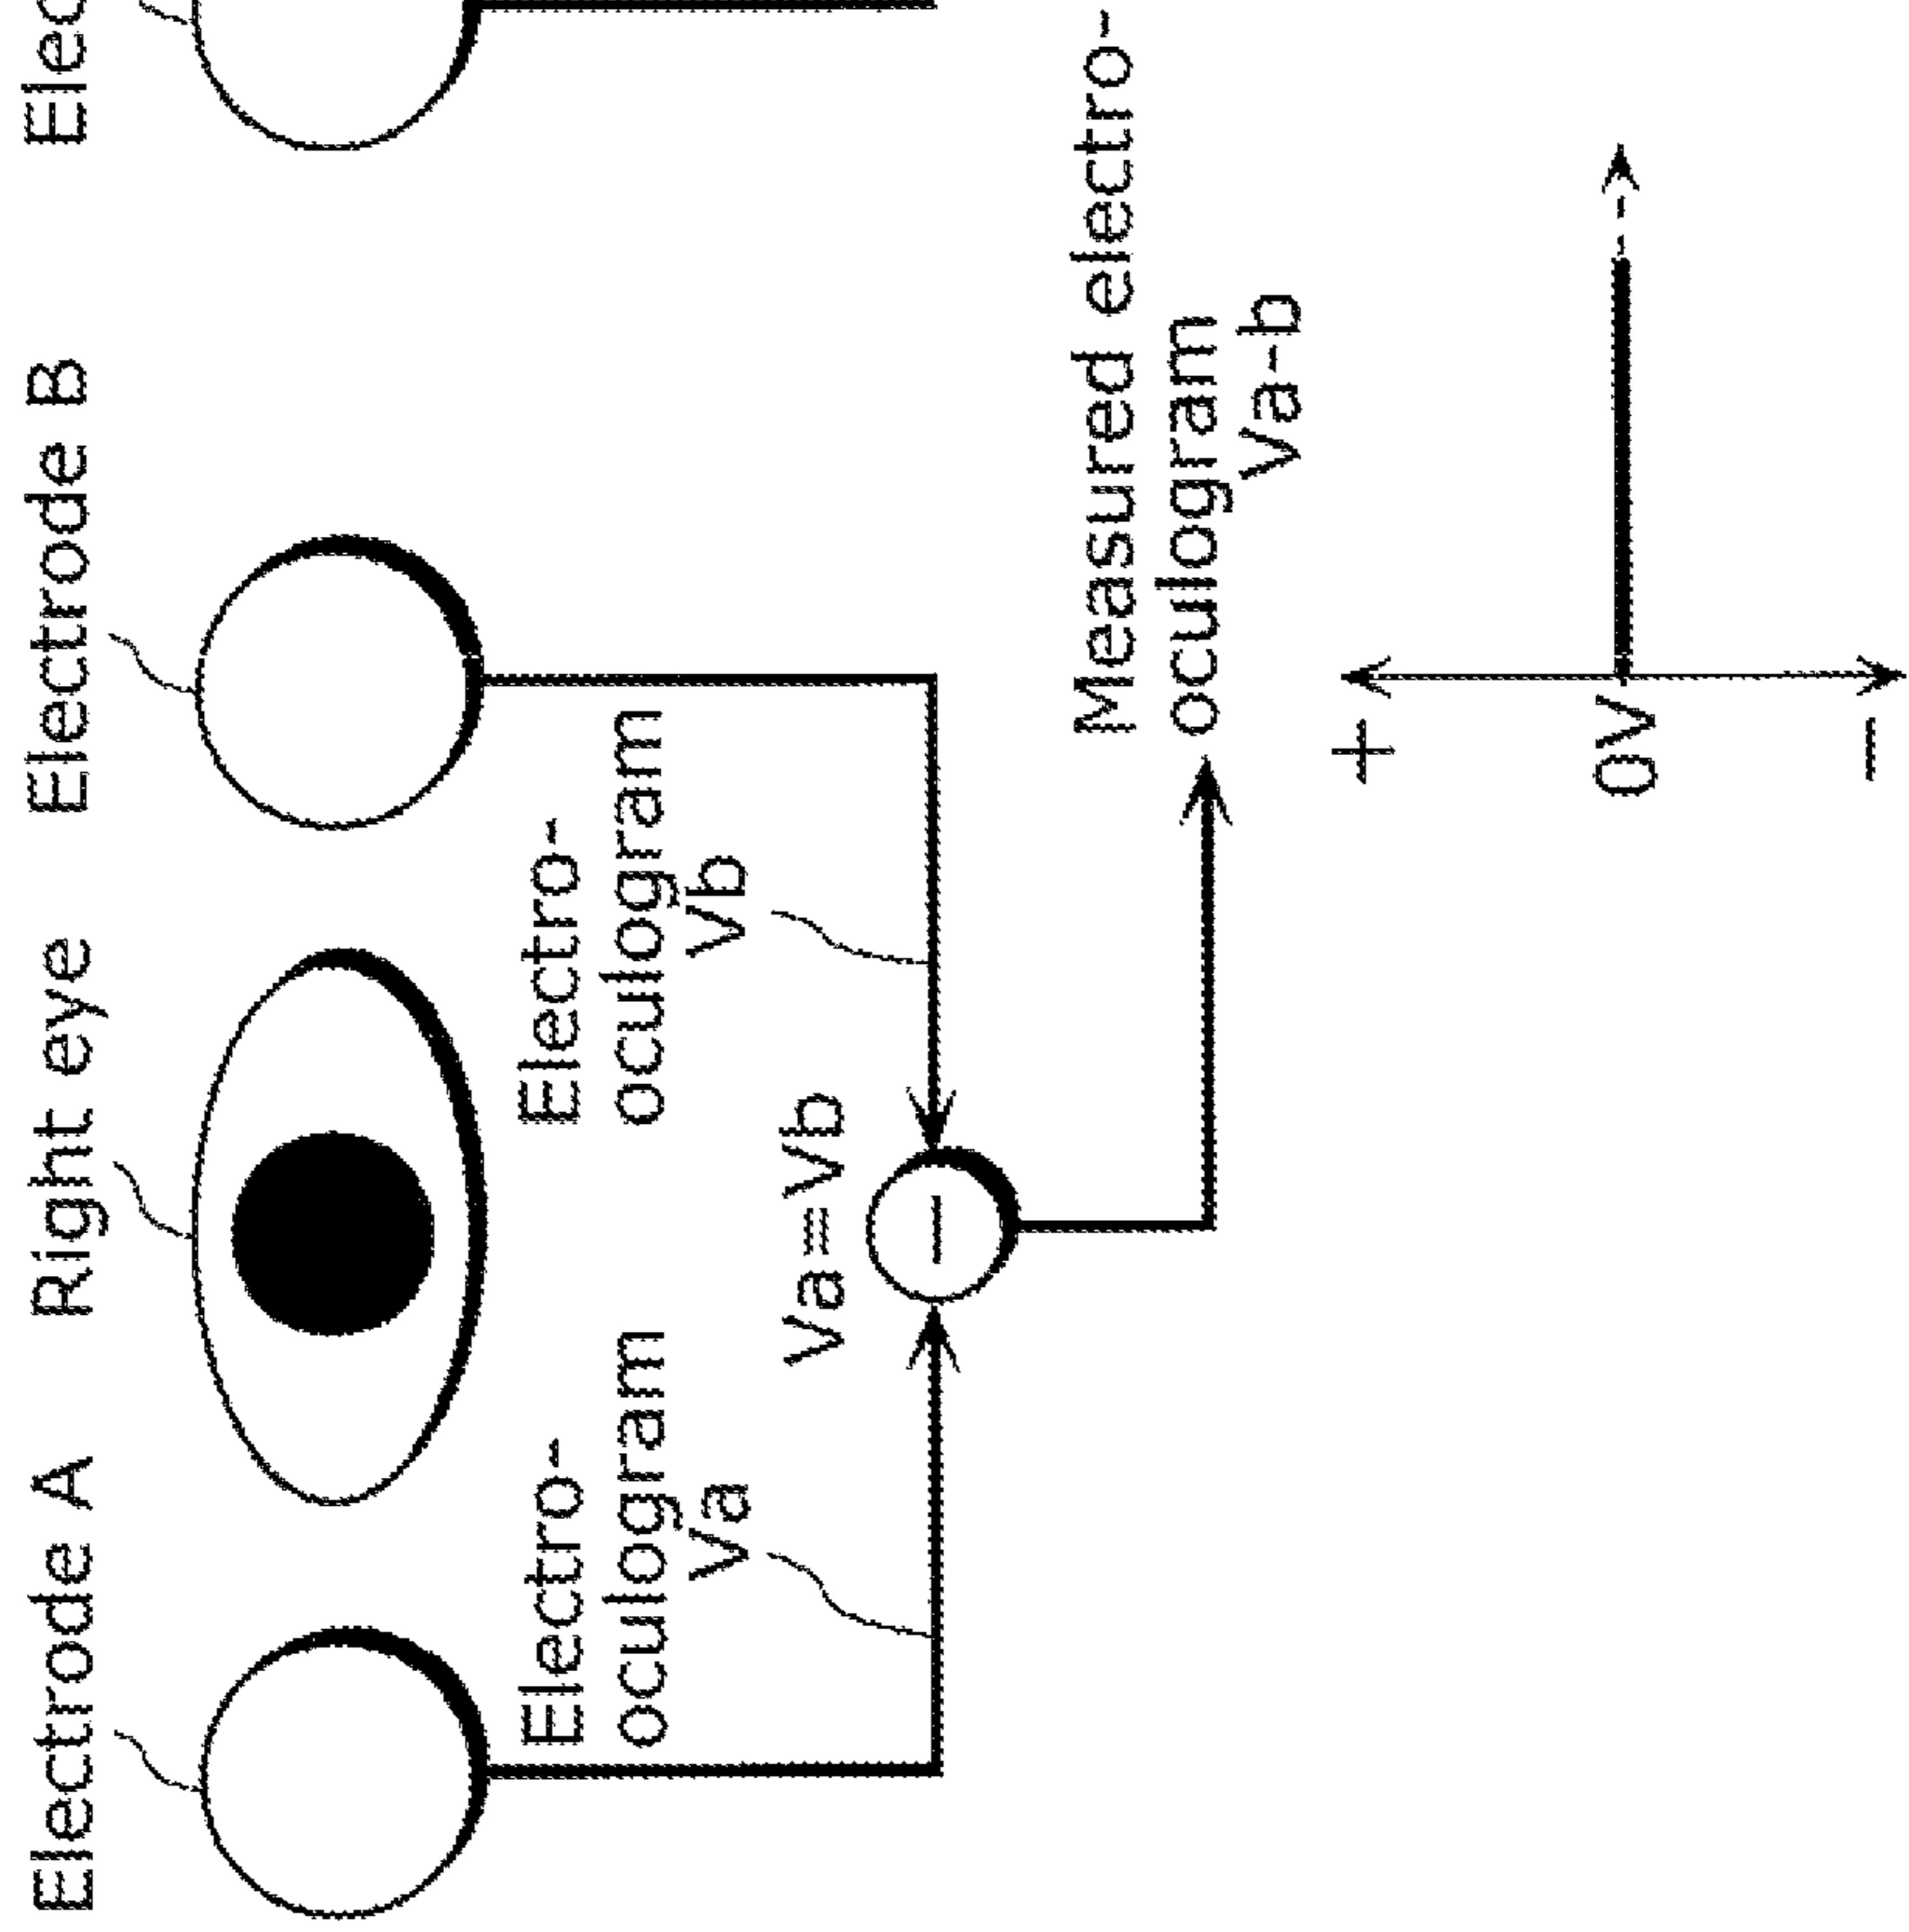 Electrode A
Right eye
Electrode B
Elec
Electro-
oculogram
Va
Electro-
oculogram
Vb
Va=Vb
−
Measured electro-
oculogram
Va-b
+
0V
−